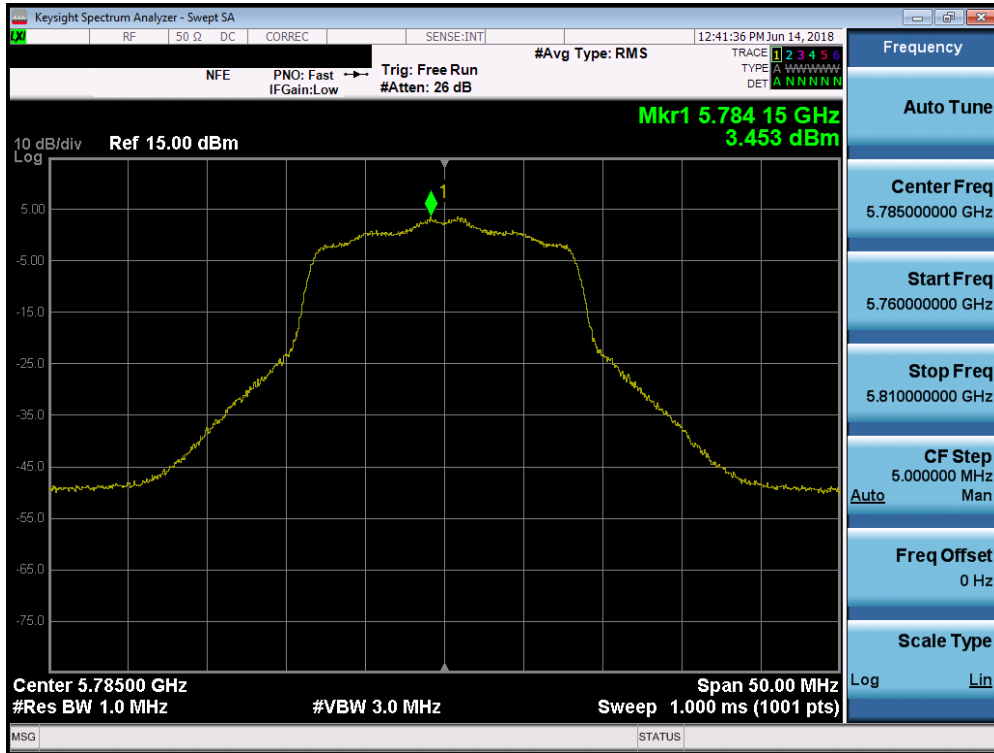 Keysight Spectrum Analyzer - Swept SA
LXI RF 50 Ω DC CORREC SENSE:INT 12:41:36 PM Jun 14, 2018
NFE PNO: Fast Trig: Free Run #Avg Type: RMS TRACE 1 2 3 4 5 6
IFGain:Low #Atten: 26 dB TYPE A WWWWW
DET A N N N N N
Mkr1 5.784 15 GHz
3.453 dBm
10 dB/div Ref 15.00 dBm
Log
1
5.00
-5.00
-15.0
-25.0
-35.0
-45.0
-55.0
-65.0
-75.0
Center 5.78500 GHz Span 50.00 MHz
#Res BW 1.0 MHz #VBW 3.0 MHz Sweep 1.000 ms (1001 pts)
MSG STATUS
Frequency
Auto Tune
Center Freq
5.785000000 GHz
Start Freq
5.760000000 GHz
Stop Freq
5.810000000 GHz
CF Step
5.000000 MHz
Auto Man
Freq Offset
0 Hz
Scale Type
Log Lin